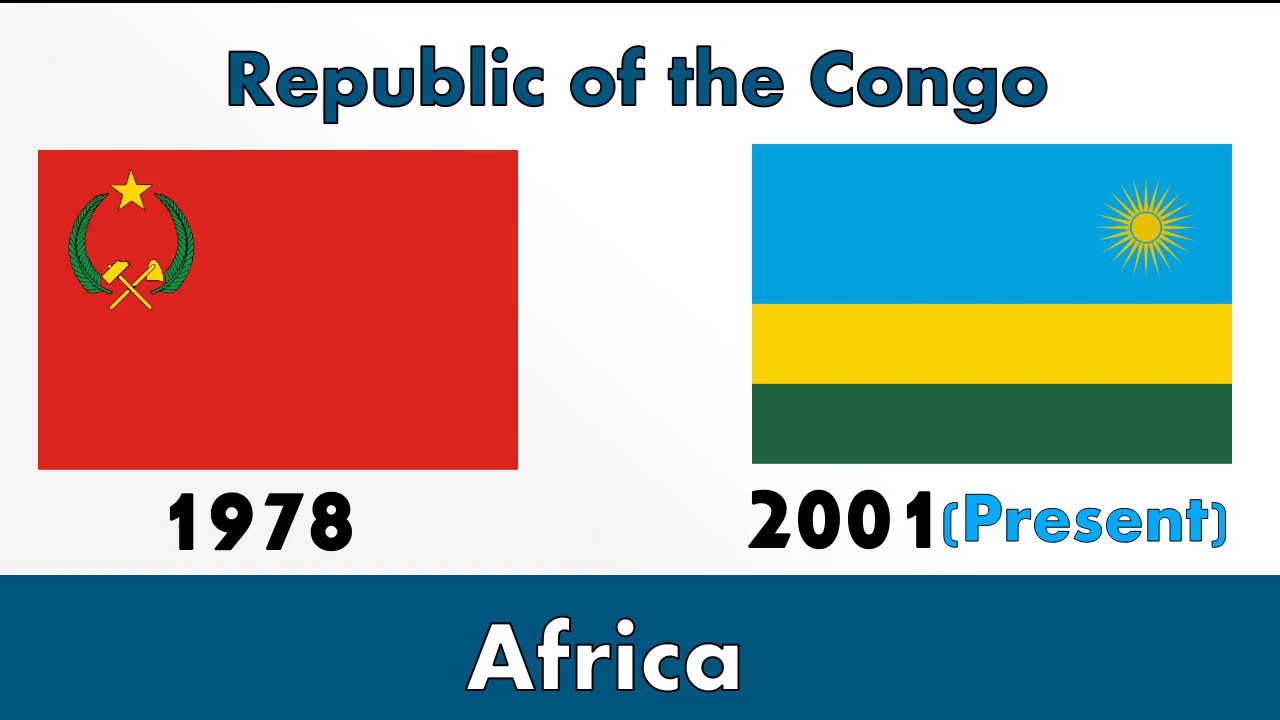 Republic of the Congo
1978
2001(Present)
Africa